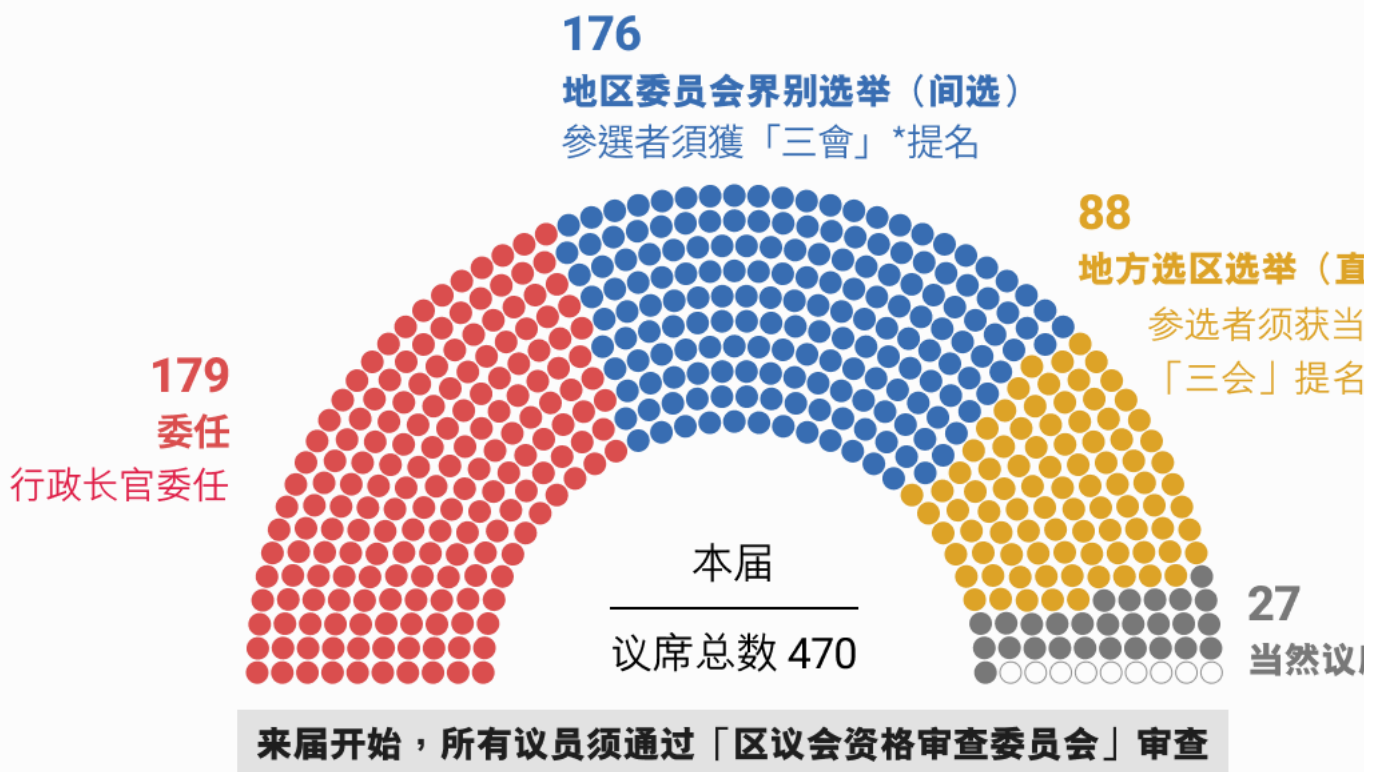 176
地区委员会界别选举（间选）
參選者須獲「三會」*提名
88
地方选区选举（直
参选者须获当
「三会」提名
179
委任
行政长官委任
本届
议席总数 470
27
当然议席
来届开始，所有议员须通过「区议会资格审查委员会」审查